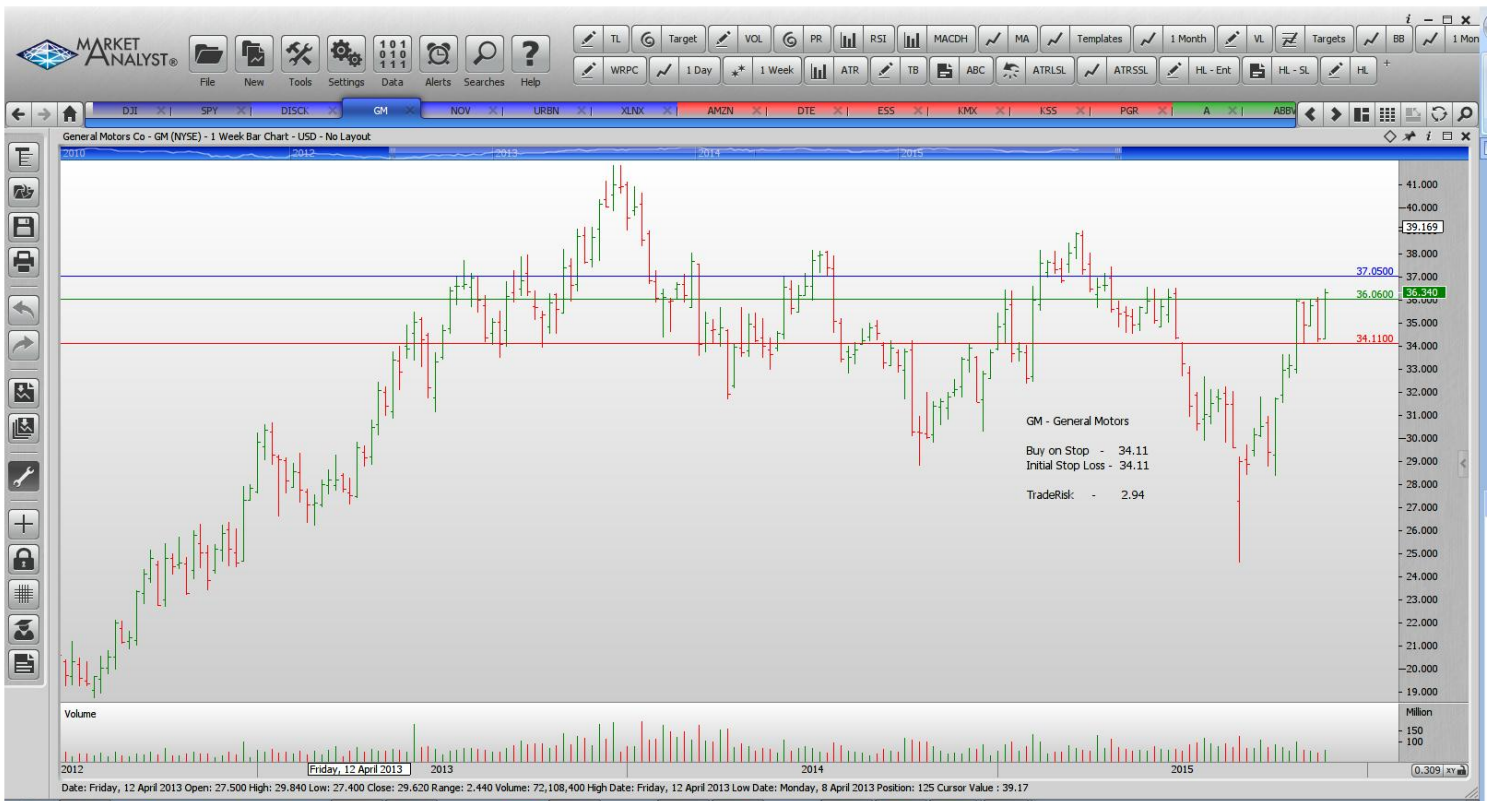 i
MARKET ANALYST®
File New Tools Settings Data Alerts Searches Help
TL Target VOL PR RSI MACDH MA Templates 1 Month VL Targets BB 1 Mon
WRPC 1 Day 1 Week ATR TB ABC ATRLSL ATRSSL HL - Ent HL - SL HL +
DJI SPY DISCK GM NOV URBN XLNX AMZN DTE ESS KMX KSS PGR A ABBV
General Motors Co - GM (NYSE) - 1 Week Bar Chart - USD - No Layout
2010 2012 2013 2014 2015
41.000
40.000
39.169
38.000
37.0500
37.000
36.0600
36.340
36.000
35.000
34.1100
34.000
33.000
32.000
31.000
30.000
29.000
28.000
27.000
26.000
25.000
24.000
23.000
22.000
21.000
20.000
19.000
GM - General Motors
Buy on Stop - 34.11
Initial Stop Loss - 34.11
TradeRisk - 2.94
Volume
Million
150
100
2012 Friday, 12 April 2013 2013 2014 2015 0.309 XY
Date: Friday, 12 April 2013 Open: 27.500 High: 29.840 Low: 27.400 Close: 29.620 Range: 2.440 Volume: 72,108,400 High Date: Friday, 12 April 2013 Low Date: Monday, 8 April 2013 Position: 125 Cursor Value : 39.17